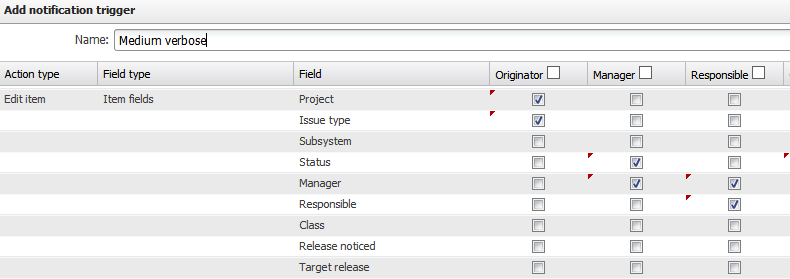 Add notification trigger
Name: Medium verbose
Action type Field type Field Originator Manager Responsible
Edit item Item fields Project
Issue type
Subsystem
Status
Manager
Responsible
Class
Release noticed
Target release